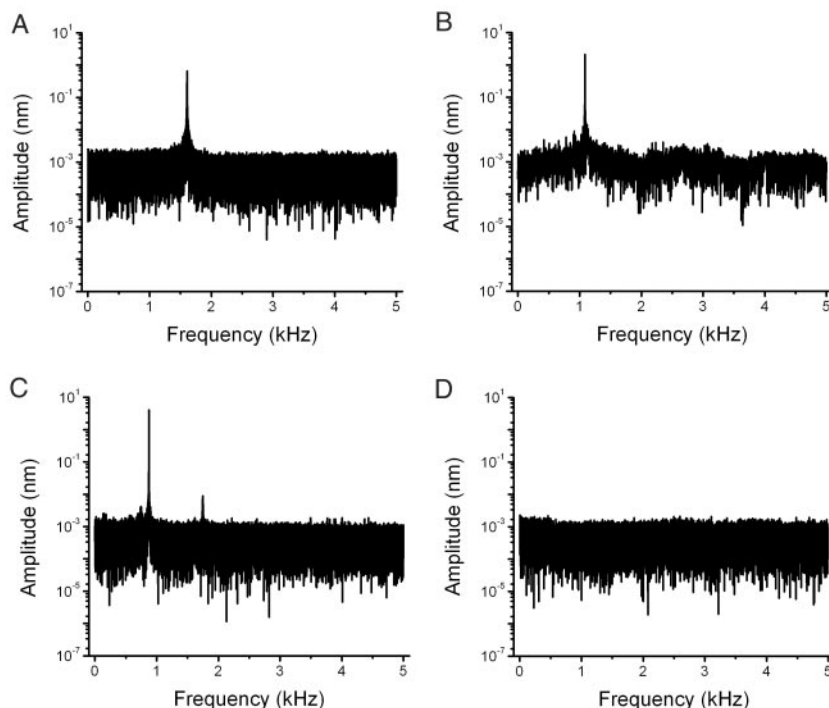 A
Amplitude (nm)
10^1
10^-1
10^-3
10^-5
10^-7
0 1 2 3 4 5
Frequency (kHz)
B
Amplitude (nm)
10^1
10^-1
10^-3
10^-5
10^-7
0 1 2 3 4 5
Frequency (kHz)
C
Amplitude (nm)
10^1
10^-1
10^-3
10^-5
10^-7
0 1 2 3 4 5
Frequency (kHz)
D
Amplitude (nm)
10^1
10^-1
10^-3
10^-5
10^-7
0 1 2 3 4 5
Frequency (kHz)